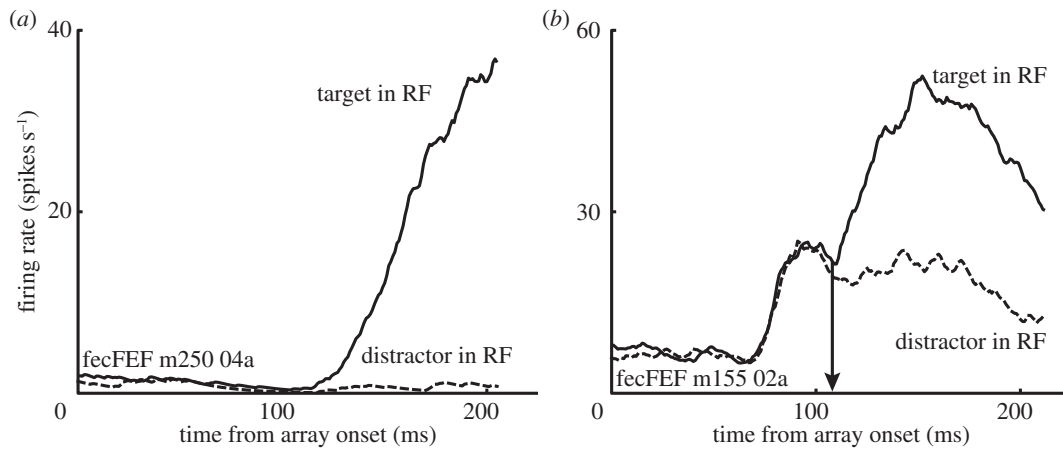 (a)
40
20
0
100
200
firing rate (spikes s⁻¹)
target in RF
fecFEF m250 04a
distractor in RF
time from array onset (ms)
(b)
60
30
0
100
200
target in RF
fecFEF m155 02a
distractor in RF
time from array onset (ms)